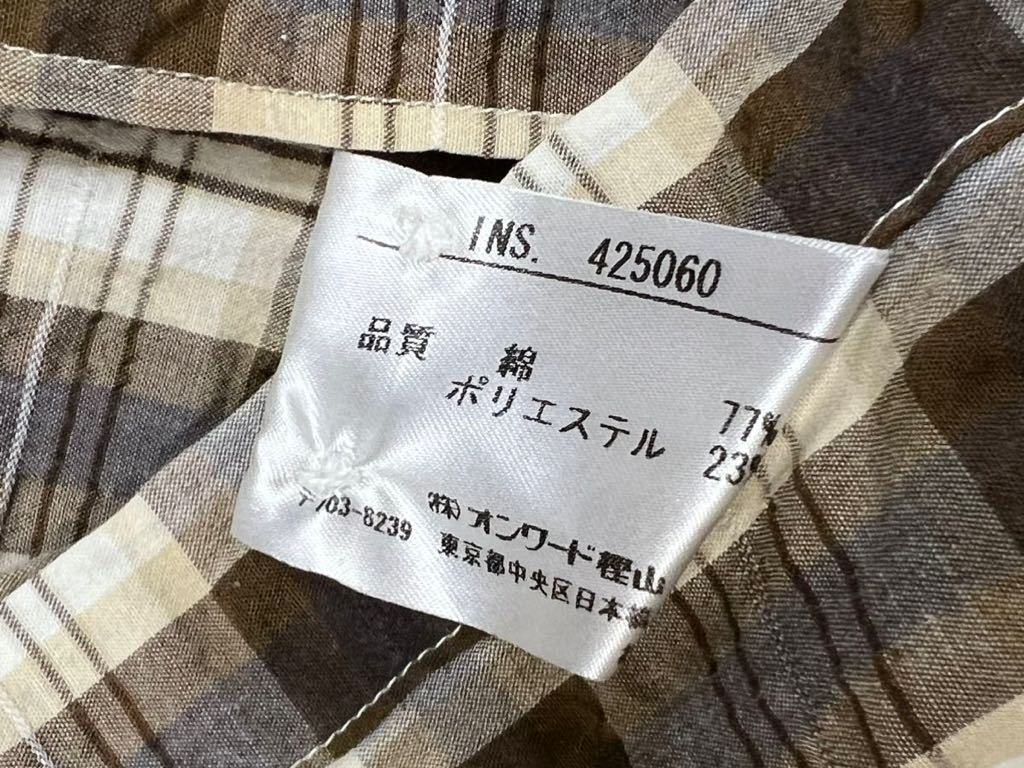 INS. 425060
品質 綿 77%
ポリエステル 23%
(株)オンワード樫山
〒103-8239 東京都中央区日本橋